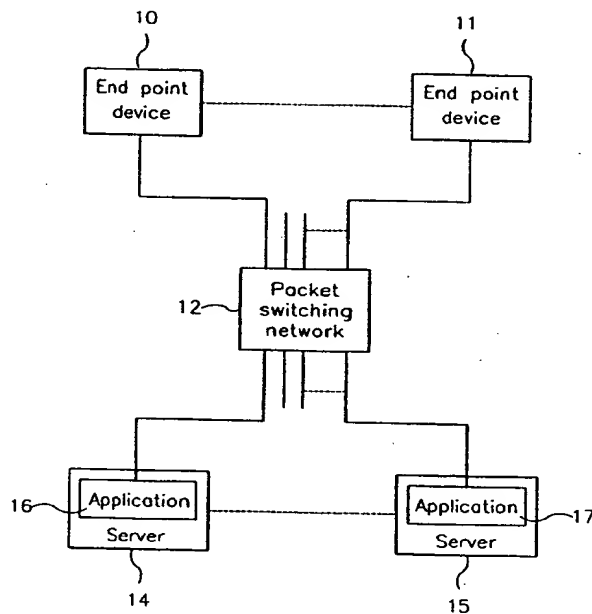 10
11
End point
device
End point
device
12
Packet
switching
network
16
Application
Server
14
Application
17
Server
15